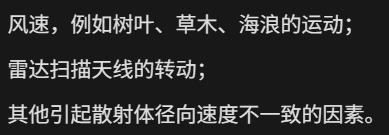 风速，例如树叶、草木、海浪的运动；
雷达扫描天线的转动；
其他引起散射体径向速度不一致的因素。